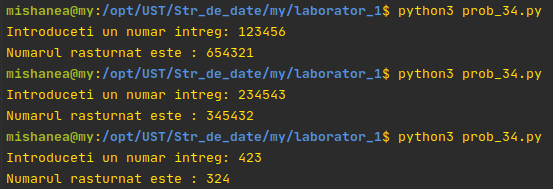 mishanea@my:/opt/UST/Str_de_date/my/laborator_1$ python3 prob_34.py
Introduceti un numar intreg: 123456
Numarul rasturnat este : 654321
mishanea@my:/opt/UST/Str_de_date/my/laborator_1$ python3 prob_34.py
Introduceti un numar intreg: 234543
Numarul rasturnat este : 345432
mishanea@my:/opt/UST/Str_de_date/my/laborator_1$ python3 prob_34.py
Introduceti un numar intreg: 423
Numarul rasturnat este : 324